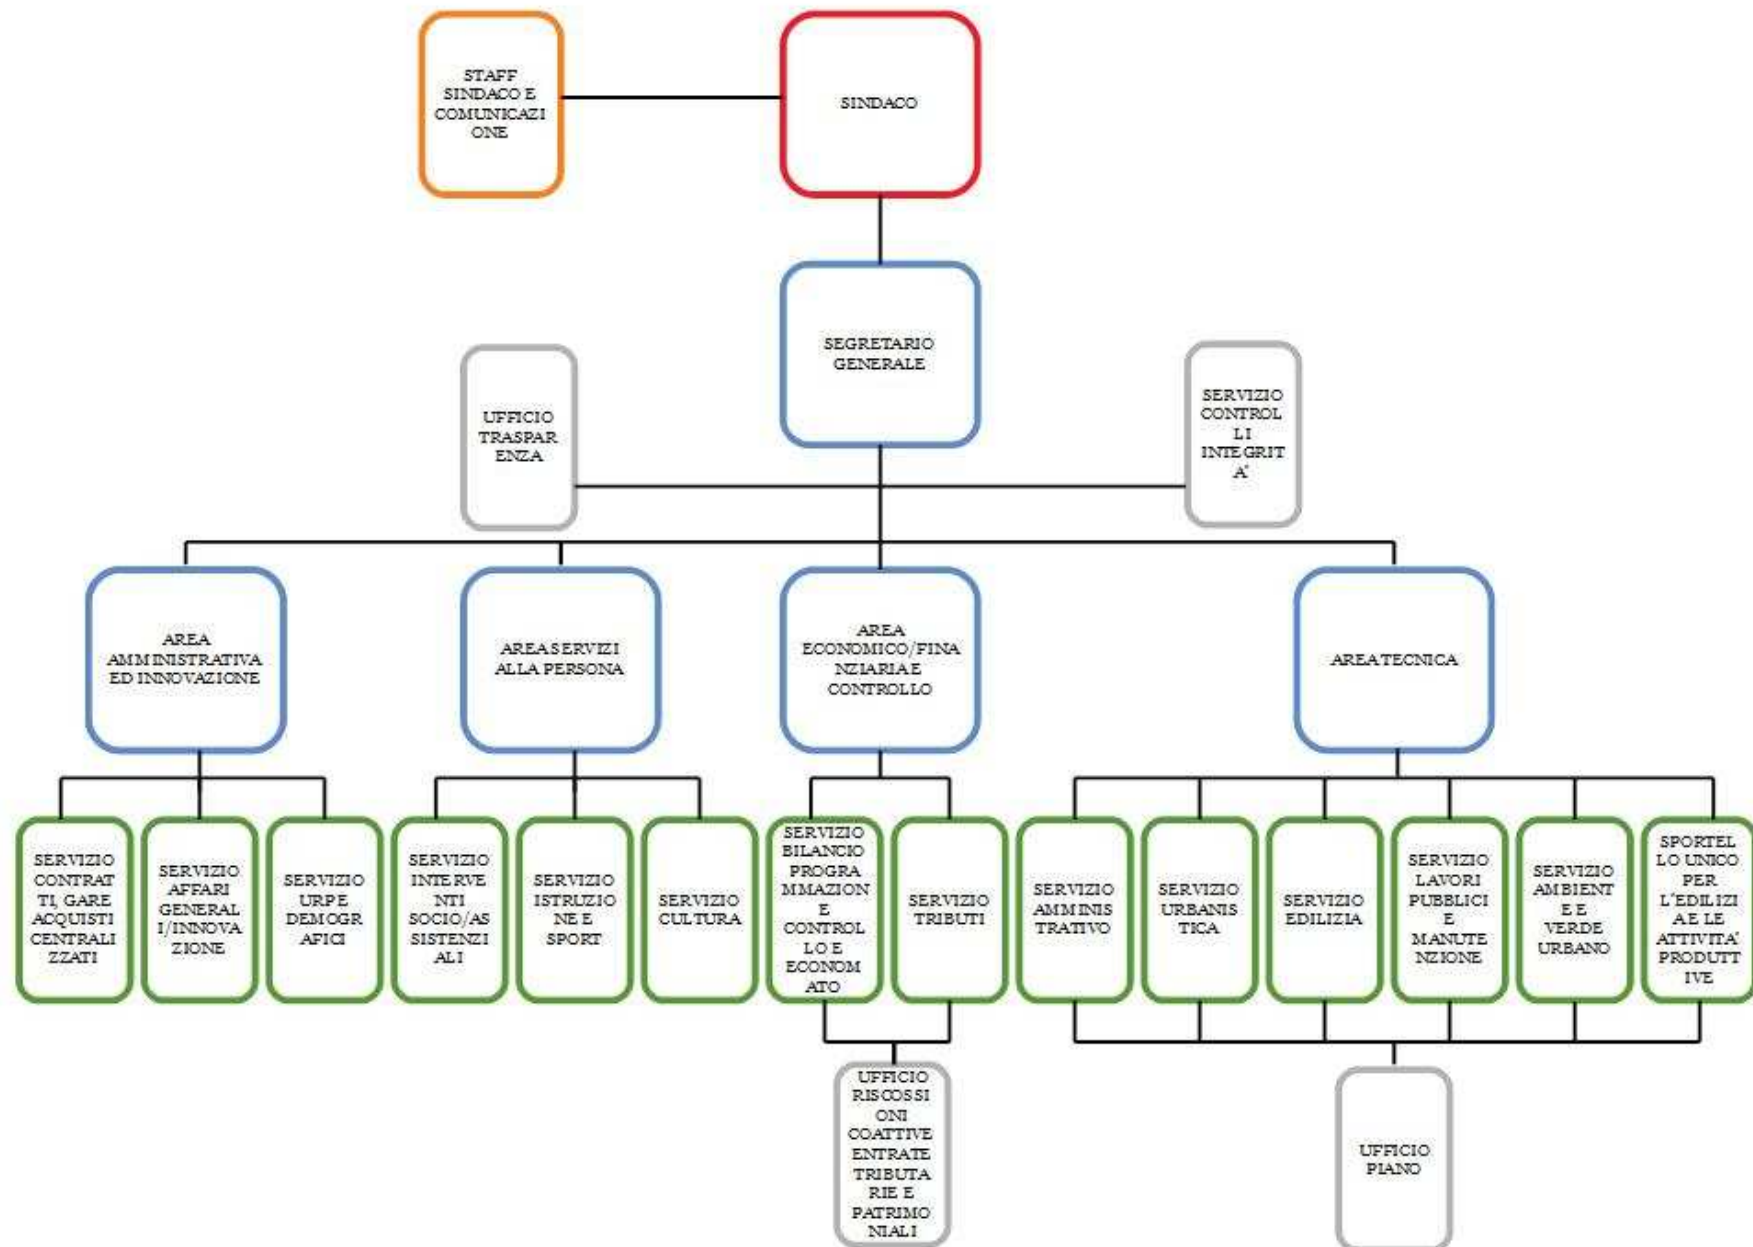 STAFF
SINDACO E
COMUNICAZI
ONE
SINDACO
SEGRETARIO
GENERALE
UFFICIO
TRASPAR
ENZA
SERVIZIO
CONTROL
LI
INTEGRIT
A'
AREA
AMMINISTRATIVA
ED INNOVAZIONE
AREA SERVIZI
ALLA PERSONA
AREA
ECONOMICO/FINA
NZIARIA E
CONTROLLO
AREA TECNICA
SERVIZIO
CONTRAT
TI, GARE
ACQUISTI
CENTRALI
ZZATI
SERVIZIO
AFFARI
GENERAL
I/INNOVA
ZIONE
SERVIZIO
URP E
DEMOGR
AFICI
SERVIZIO
INTERVE
NTI
SOCIO/AS
SISTENZI
ALI
SERVIZIO
ISTRUZIO
NE E
SPORT
SERVIZIO
CULTURA
SERVIZIO
BILANCIO
PROGRA
MMAZION
E
CONTROL
LO E
ECONOM
ATO
SERVIZIO
TRIBUTI
SERVIZIO
AMMINIS
TRATIVO
SERVIZIO
URBANIS
TICA
SERVIZIO
EDILIZIA
SERVIZIO
LAVORI
PUBBLICI
E
MANUTE
NZIONE
SERVIZIO
AMBIENT
E E
VERDE
URBANO
SPORTEL
LO UNICO
PER
L'EDILIZI
A E LE
ATTIVITA'
PRODUTT
IVE
UFFICIO
RISCOSSI
ONI
COATTIVE
ENTRATE
TRIBUTA
RIE E
PATRIMO
NIALI
UFFICIO
PIANO